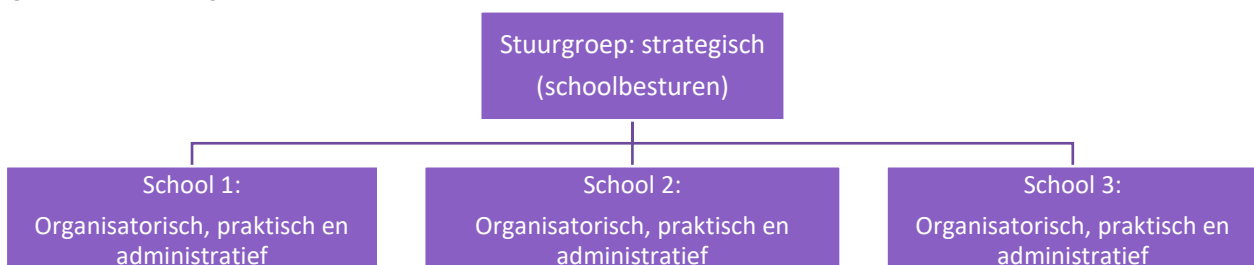 Stuurgroep: strategisch
(schoolbesturen)
School 1:
Organisatorisch, praktisch en
administratief
School 2:
Organisatorisch, praktisch en
administratief
School 3:
Organisatorisch, praktisch en
administratief